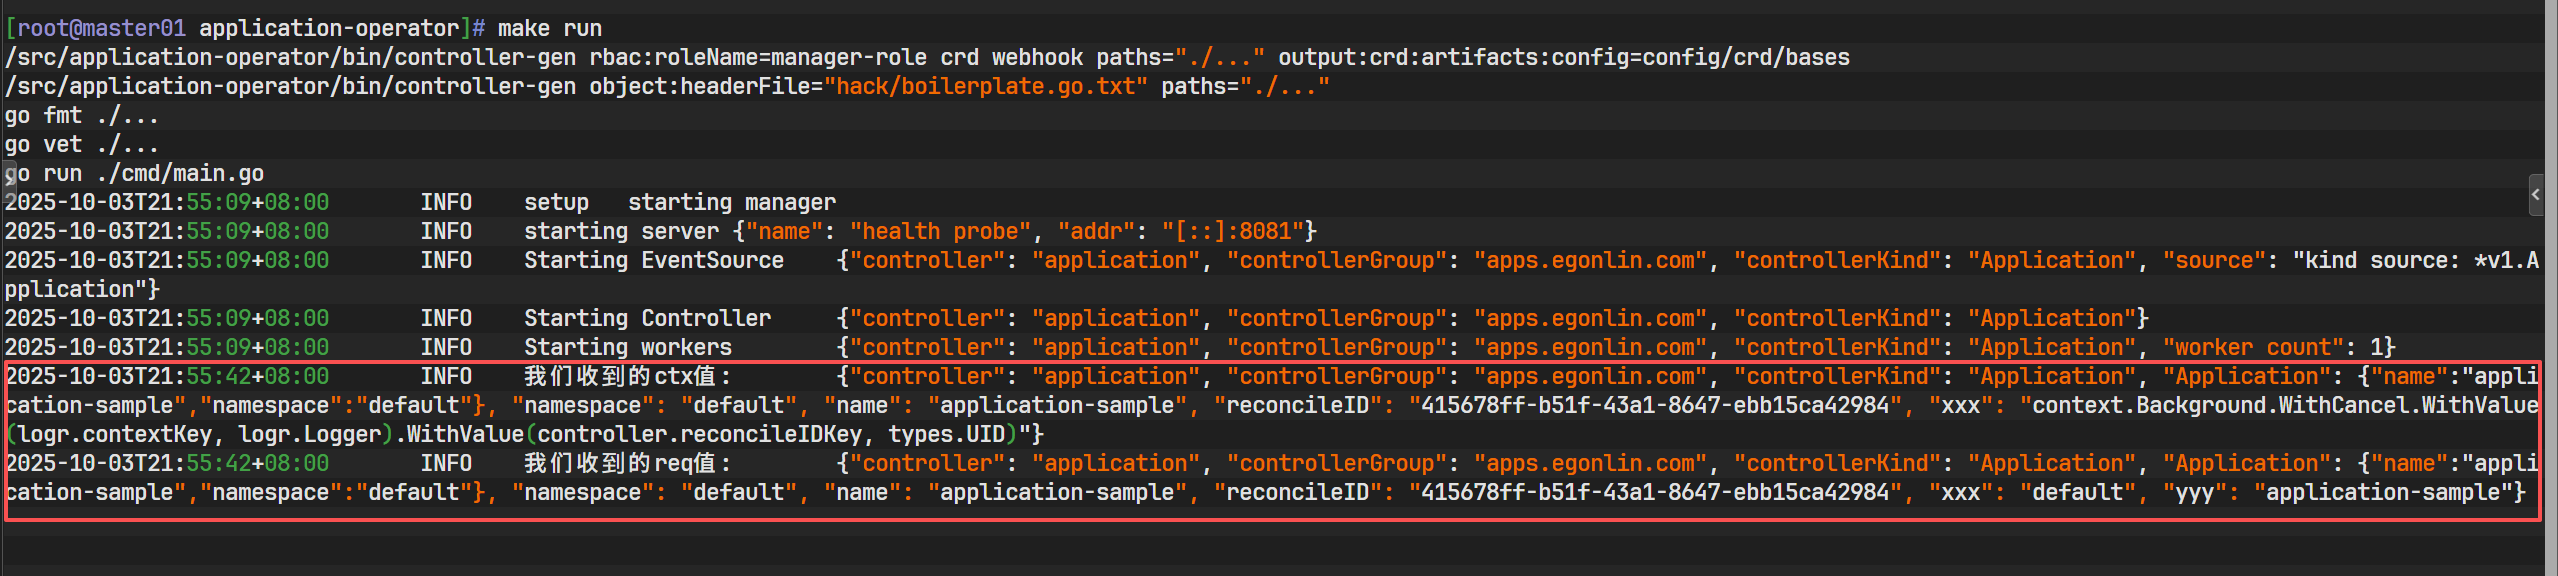 [root@master01 application-operator]# make run
/src/application-operator/bin/controller-gen rbac:roleName=manager-role crd webhook paths="./..." output:crd:artifacts:config=config/crd/bases
/src/application-operator/bin/controller-gen object:headerFile="hack/boilerplate.go.txt" paths="./..."
go fmt ./...
go vet ./...
go run ./cmd/main.go
2025-10-03T21:55:09+08:00 INFO setup starting manager
2025-10-03T21:55:09+08:00 INFO starting server {"name": "health probe", "addr": "[::]:8081"}
2025-10-03T21:55:09+08:00 INFO Starting EventSource {"controller": "application", "controllerGroup": "apps.egonlin.com", "controllerKind": "Application", "source": "kind source: *v1.A
pplication"}
2025-10-03T21:55:09+08:00 INFO Starting Controller {"controller": "application", "controllerGroup": "apps.egonlin.com", "controllerKind": "Application"}
2025-10-03T21:55:09+08:00 INFO Starting workers {"controller": "application", "controllerGroup": "apps.egonlin.com", "controllerKind": "Application", "worker count": 1}
2025-10-03T21:55:42+08:00 INFO 我们收到的ctx值: {"controller": "application", "controllerGroup": "apps.egonlin.com", "controllerKind": "Application", "Application": {"name":"appli
cation-sample","namespace":"default"}, "namespace": "default", "name": "application-sample", "reconcileID": "415678ff-b51f-43a1-8647-ebb15ca42984", "xxx": "context.Background.WithCancel.WithValue
(logr.contextKey, logr.Logger).WithValue(controller.reconcileIDKey, types.UID)"}
2025-10-03T21:55:42+08:00 INFO 我们收到的req值: {"controller": "application", "controllerGroup": "apps.egonlin.com", "controllerKind": "Application", "Application": {"name":"appli
cation-sample","namespace":"default"}, "namespace": "default", "name": "application-sample", "reconcileID": "415678ff-b51f-43a1-8647-ebb15ca42984", "xxx": "default", "yyy": "application-sample"}